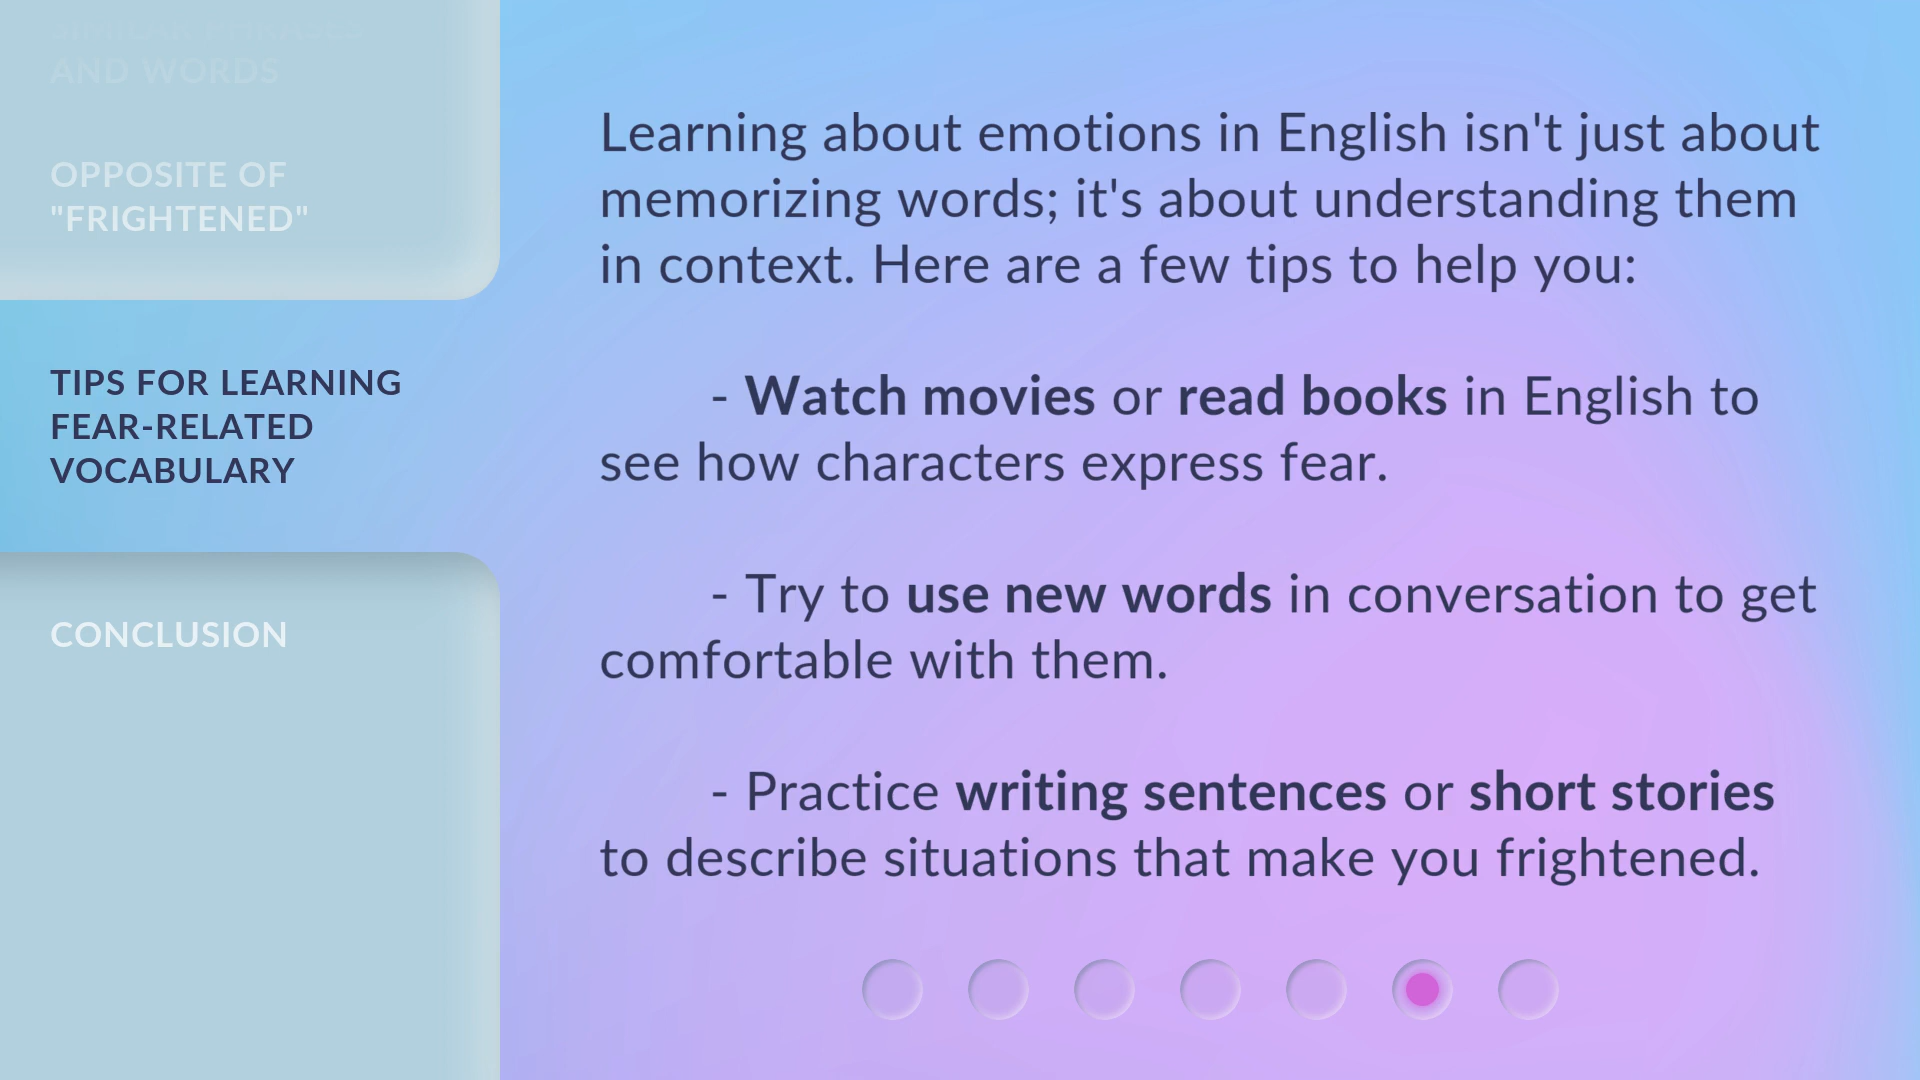 SIMILAR PHRASES
AND WORDS
OPPOSITE OF
"FRIGHTENED"
TIPS FOR LEARNING
FEAR-RELATED
VOCABULARY
CONCLUSION
Learning about emotions in English isn't just about
memorizing words; it's about understanding them
in context. Here are a few tips to help you:
- Watch movies or read books in English to
see how characters express fear.
- Try to use new words in conversation to get
comfortable with them.
- Practice writing sentences or short stories
to describe situations that make you frightened.